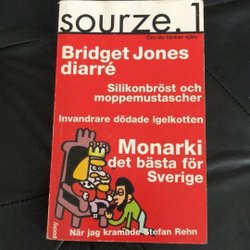 sourze. 1
Om du tänker själv
Bridget Jones
diarré
Silikonbröst och
moppemustascher
Invandrare dödade igelkotten
Monarki
det bästa för
Sverige
När jag kramade Stefan Rehn